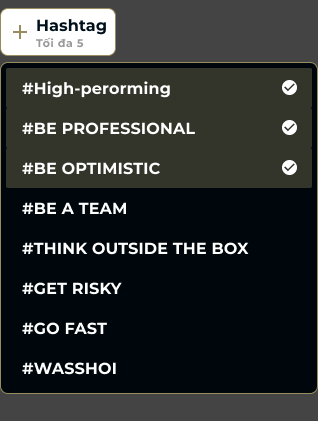 Hashtag
Tối đa 5
#High-perorming
#BE PROFESSIONAL
#BE OPTIMISTIC
#BE A TEAM
#THINK OUTSIDE THE BOX
#GET RISKY
#GO FAST
#WASSHOI